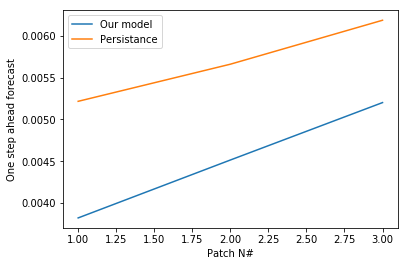 Our model
Persistance
One step ahead forecast
0.0060
0.0055
0.0050
0.0045
0.0040
1.00 1.25 1.50 1.75 2.00 2.25 2.50 2.75 3.00
Patch N#